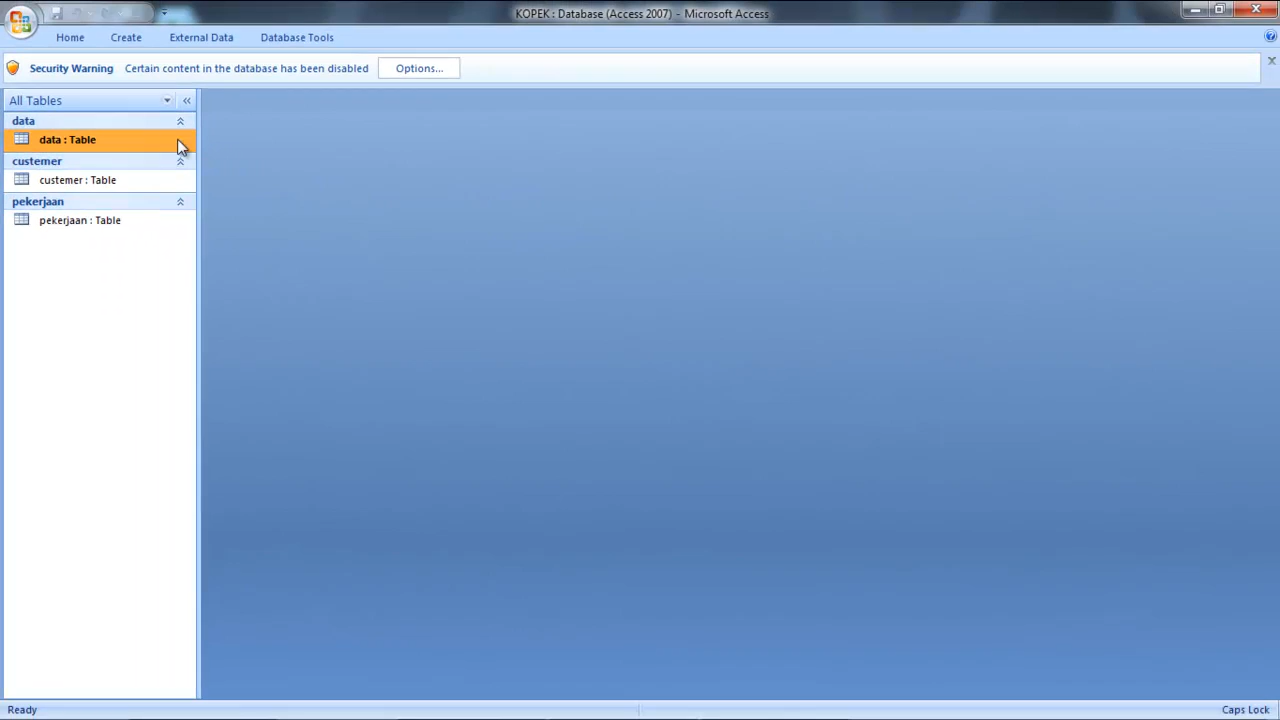 KOPEK : Database (Access 2007) - Microsoft Access
Home Create External Data Database Tools
Security Warning Certain content in the database has been disabled Options...
All Tables
data
data : Table
custemer
custemer : Table
pekerjaan
pekerjaan : Table
Ready Caps Lock